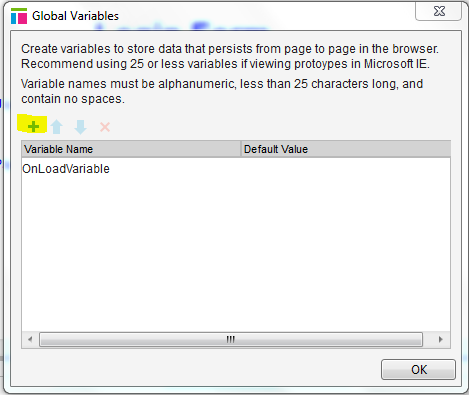 Global Variables
Create variables to store data that persists from page to page in the browser.
Recommend using 25 or less variables if viewing protoypes in Microsoft IE.
Variable names must be alphanumeric, less than 25 characters long, and
contain no spaces.
Variable Name Default Value
OnLoadVariable
OK